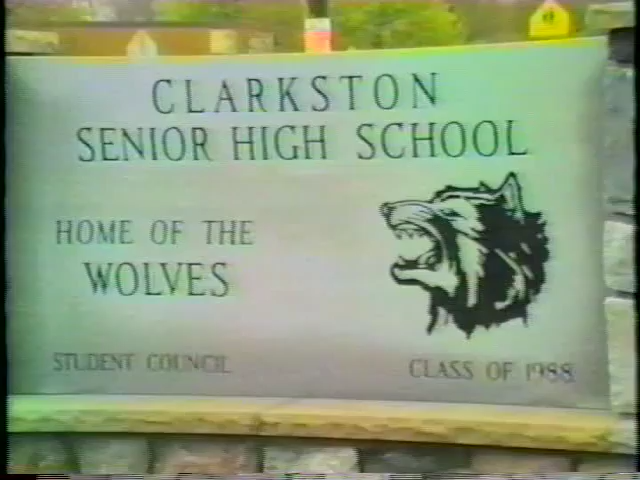 CLARKSTON
SENIOR HIGH SCHOOL
HOME OF THE
WOLVES
STUDENT COUNCIL
CLASS OF 1988